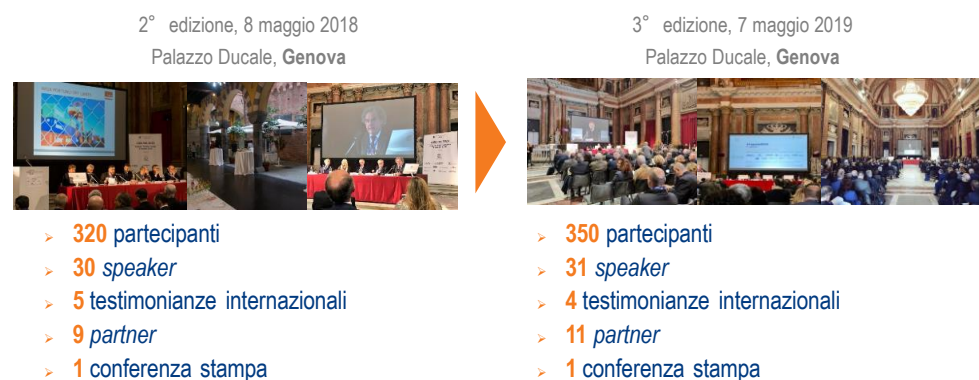 2° edizione, 8 maggio 2018
Palazzo Ducale, Genova
320 partecipanti
30 speaker
5 testimonianze internazionali
9 partner
1 conferenza stampa
3° edizione, 7 maggio 2019
Palazzo Ducale, Genova
350 partecipanti
31 speaker
4 testimonianze internazionali
11 partner
1 conferenza stampa